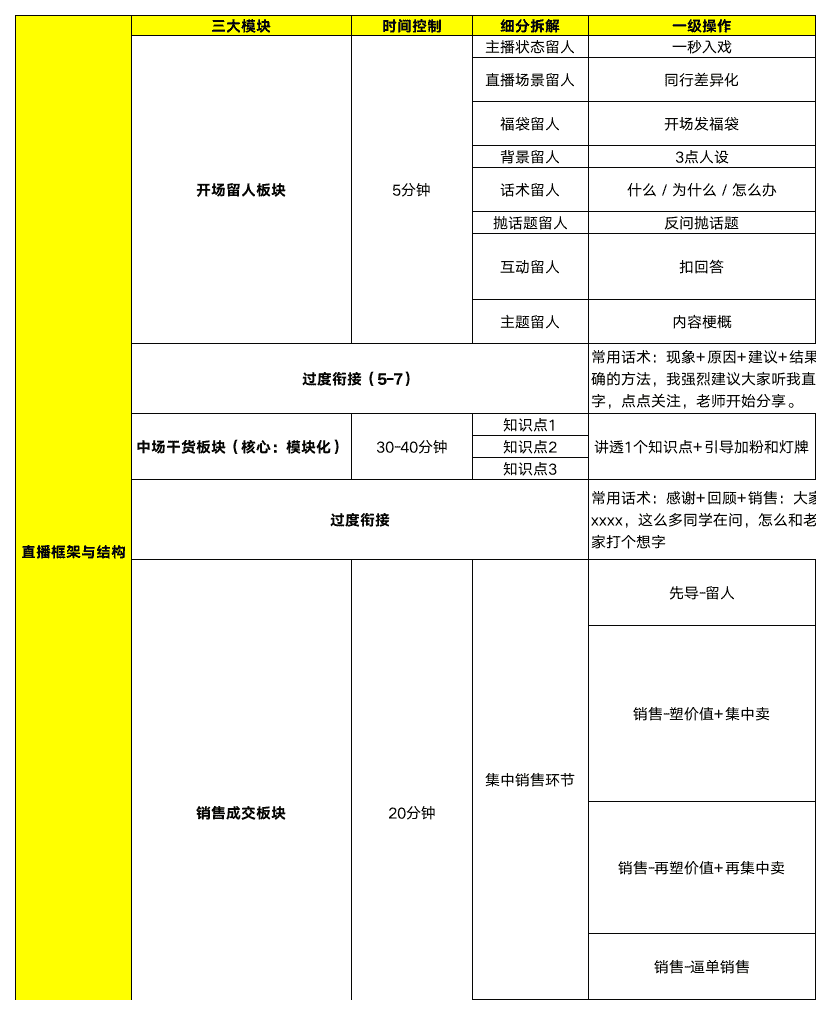 三大模块 时间控制 细分拆解 一级操作
主播状态留人 一秒入戏
直播场景留人 同行差异化
福袋留人 开场发福袋
背景留人 3点人设
开场留人板块 5分钟 话术留人 什么 / 为什么 / 怎么办
抛话题留人 反问抛话题
互动留人 扣回答
主题留人 内容梗概
过度衔接（5-7）
常用话术：现象+原因+建议+结果
确的方法，我强烈建议大家听我直
字，点点关注，老师开始分享。
中场干货板块（核心：模块化） 30-40分钟 知识点1
知识点2
知识点3
讲透1个知识点+引导加粉和灯牌
过度衔接
常用话术：感谢+回顾+销售：大家
xxxx，这么多同学在问，怎么和老
家打个想字
直播框架与结构
先导-留人
销售-塑价值+集中卖
集中销售环节
销售成交板块 20分钟
销售-再塑价值+再集中卖
销售-逼单销售